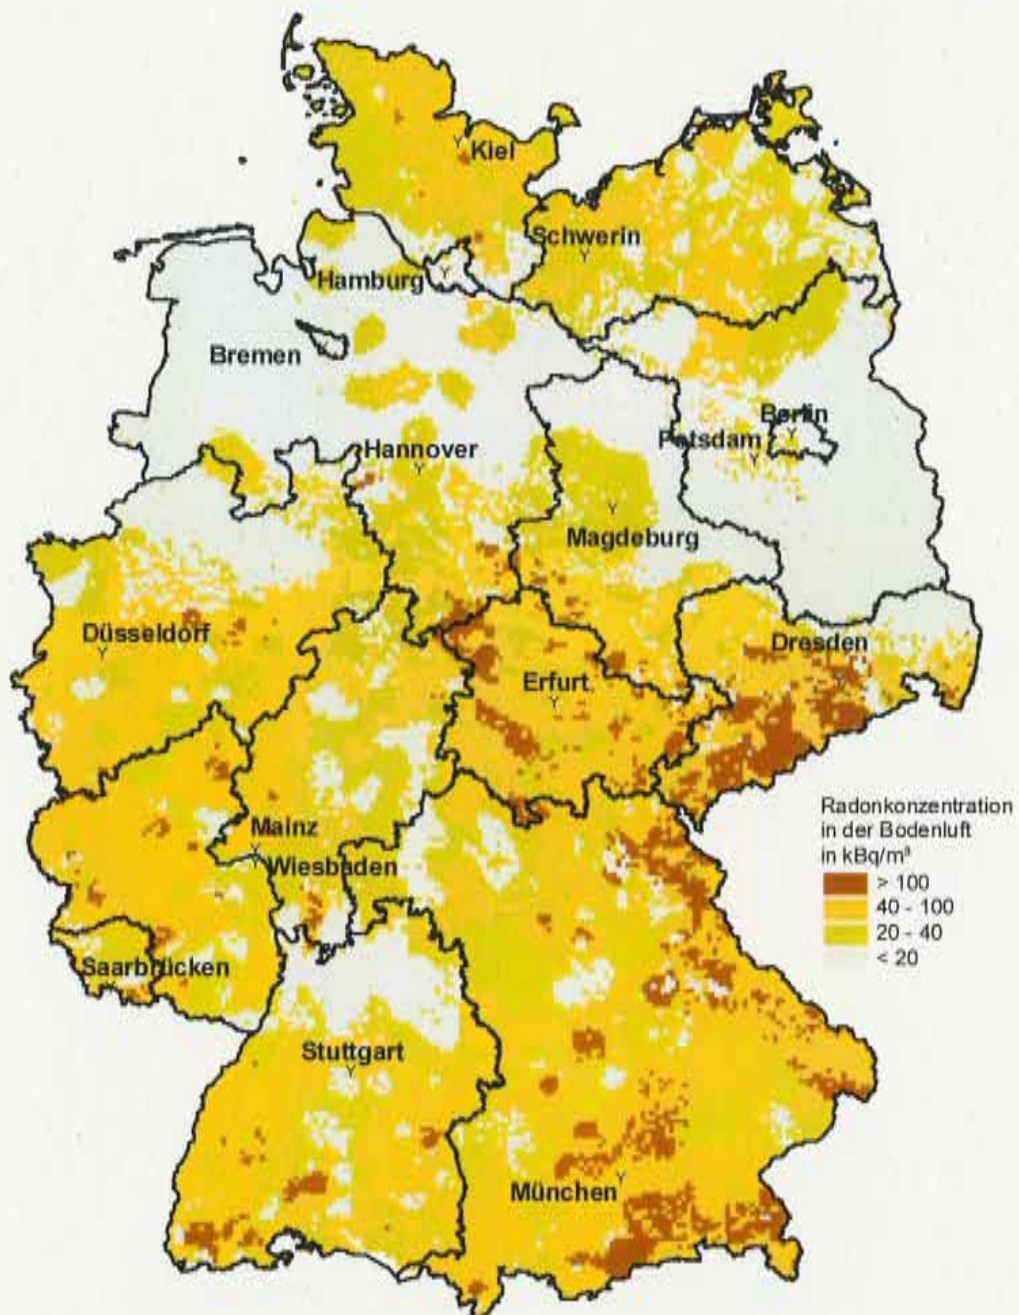 Kiel
Schwerin
Hamburg
Bremen
Berlin
Potsdam
Hannover
Magdeburg
Düsseldorf
Dresden
Erfurt
Radonkonzentration
in der Bodenluft
in kBq/m³
> 100
40 - 100
20 - 40
< 20
Mainz
Wiesbaden
Saarbrücken
Stuttgart
München